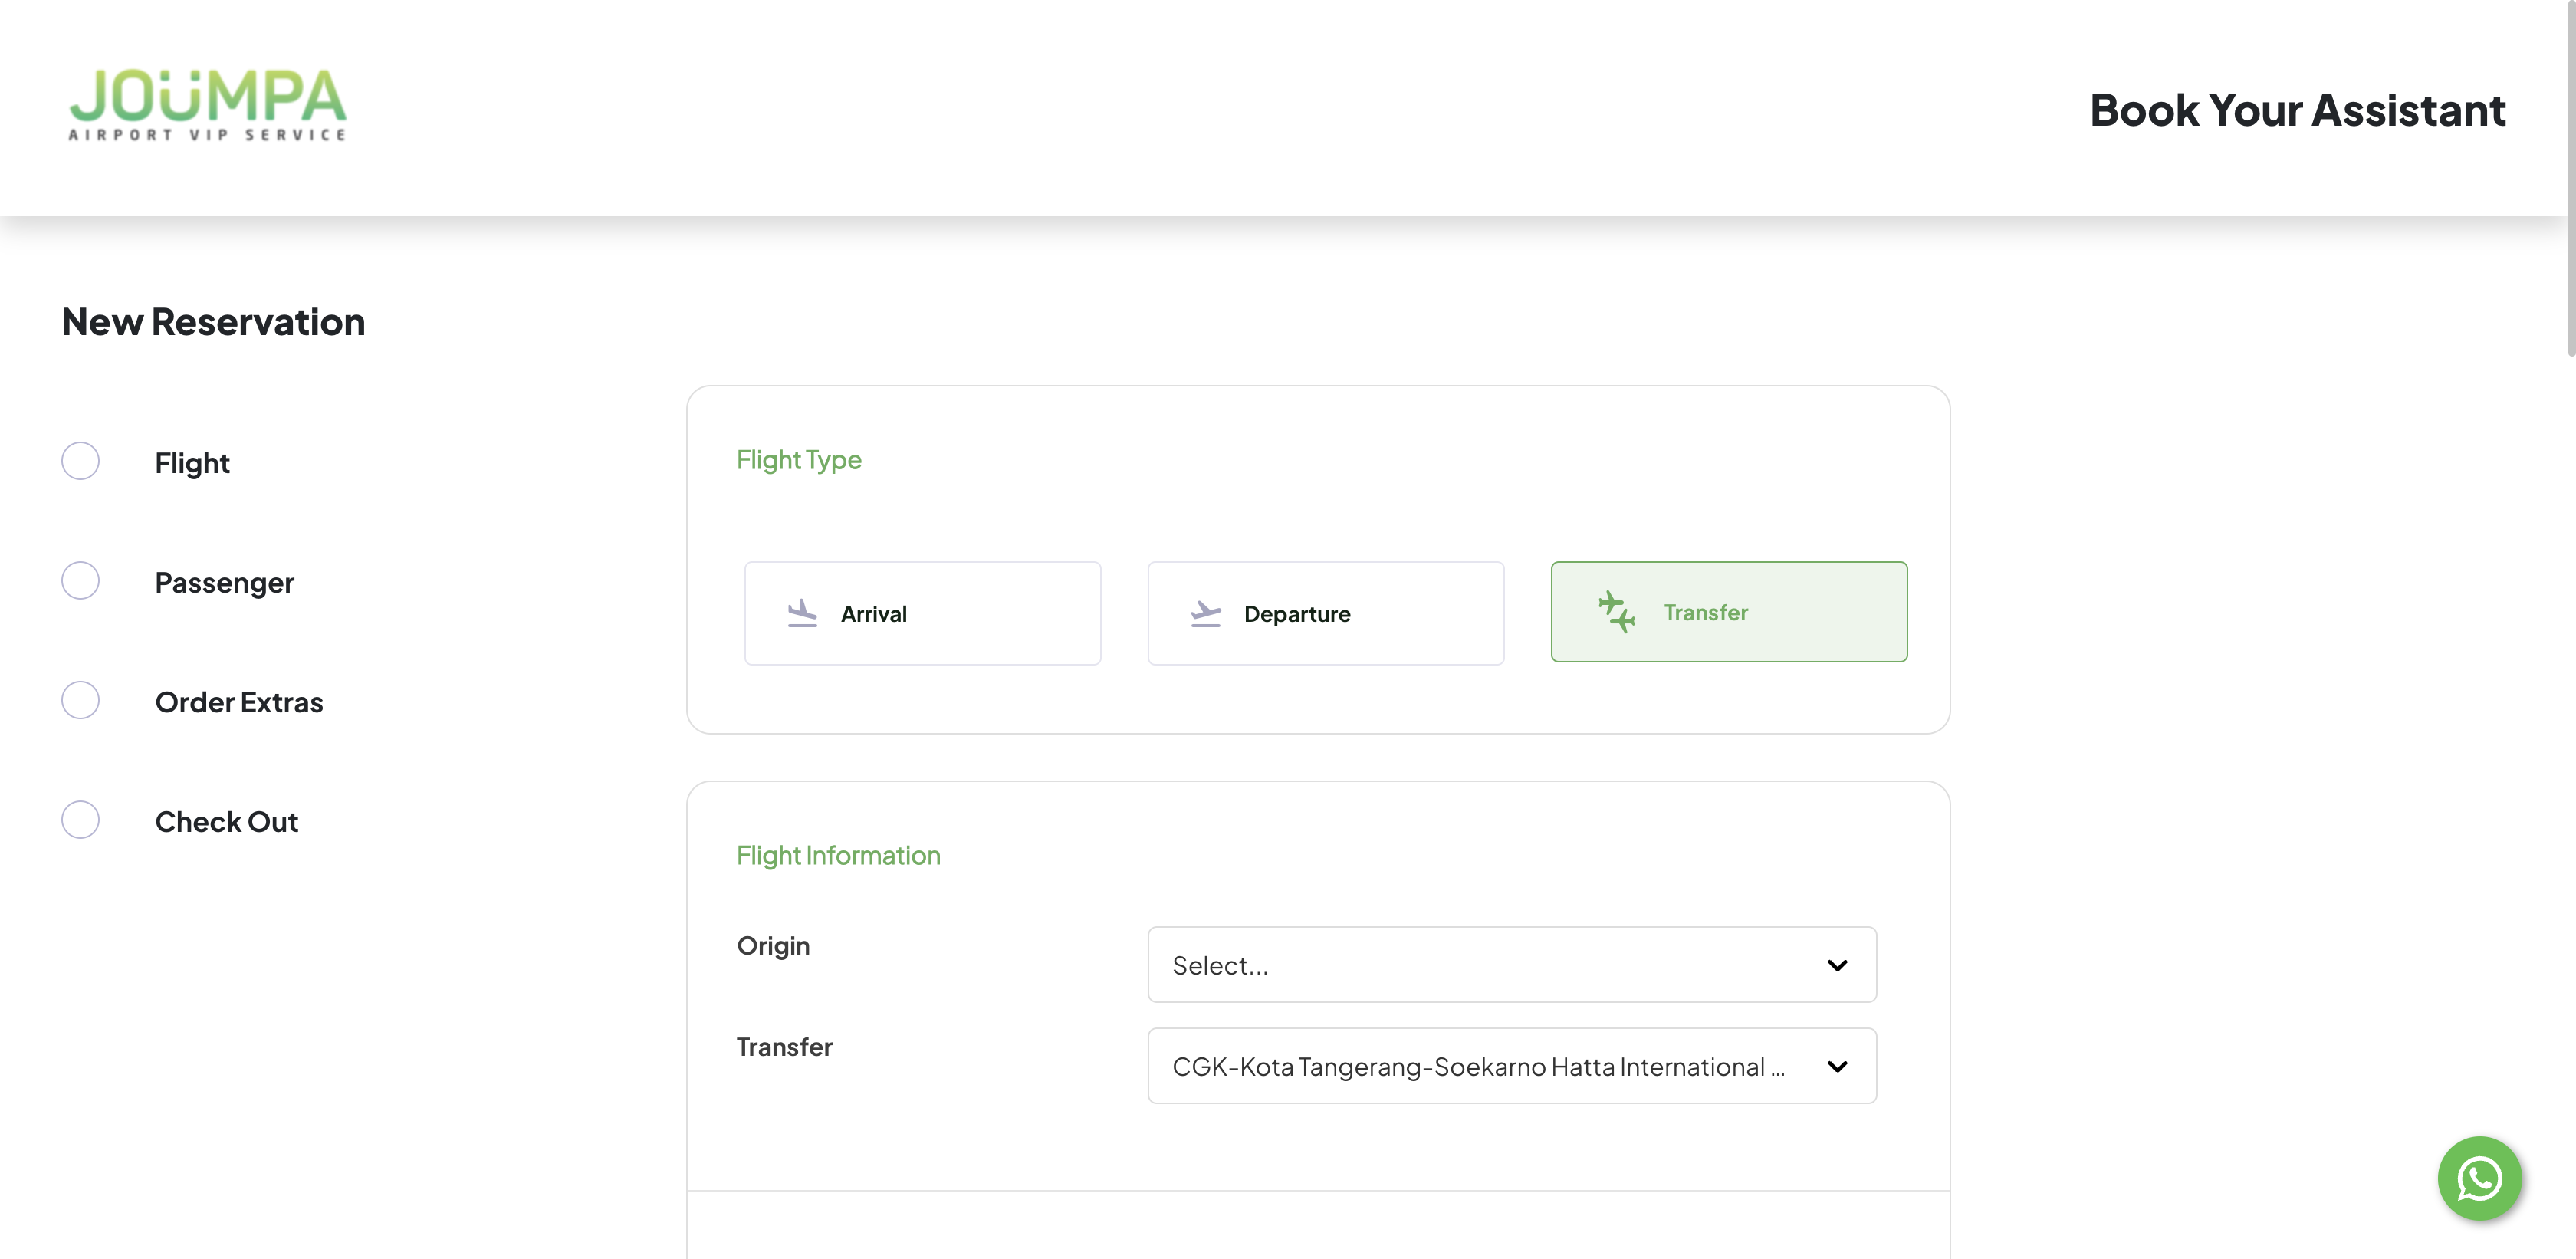 JOÜMPA
AIRPORT VIP SERVICE
Book Your Assistant
New Reservation
Flight
Passenger
Order Extras
Check Out
Flight Type
Arrival
Departure
Transfer
Flight Information
Origin
Select...
Transfer
CGK-Kota Tangerang-Soekarno Hatta International ...